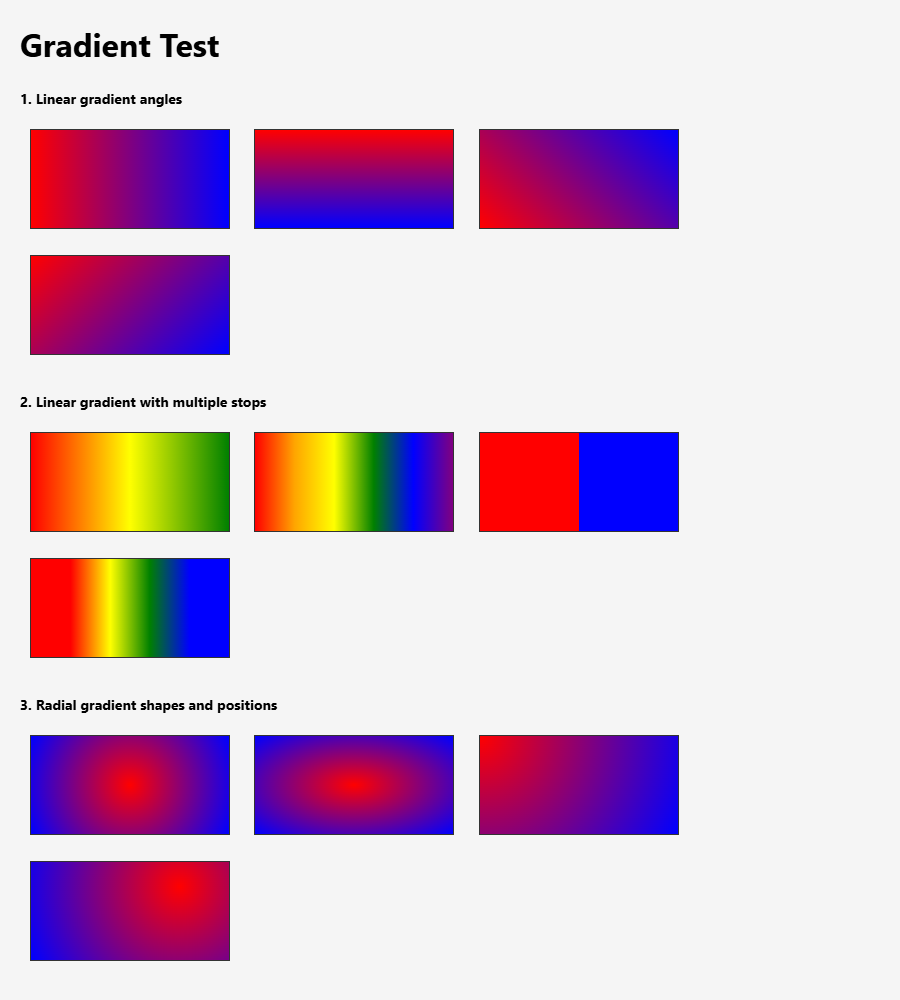 Gradient Test
1. Linear gradient angles
2. Linear gradient with multiple stops
3. Radial gradient shapes and positions